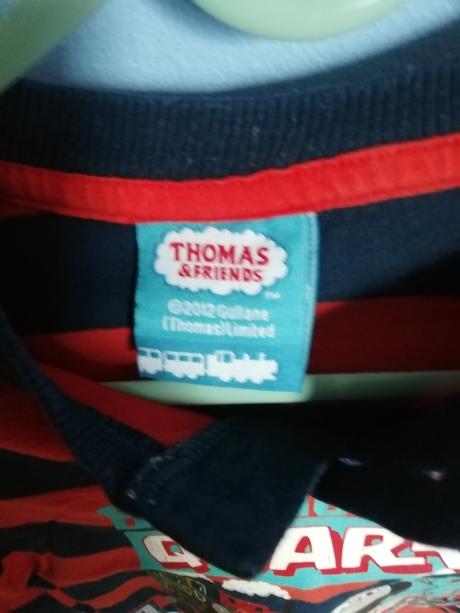 THOMAS
&FRIENDS
™
©2012 Gullane
(Thomas)Limited